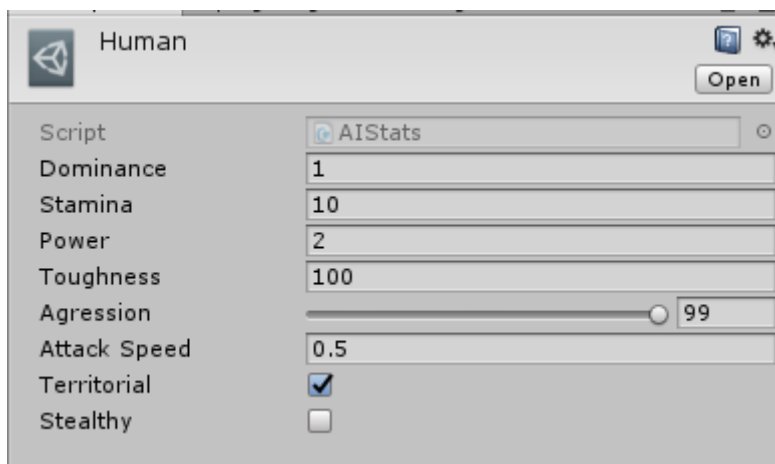 Human
Open
Script AIStats
Dominance 1
Stamina 10
Power 2
Toughness 100
Agression 99
Attack Speed 0.5
Territorial
Stealthy